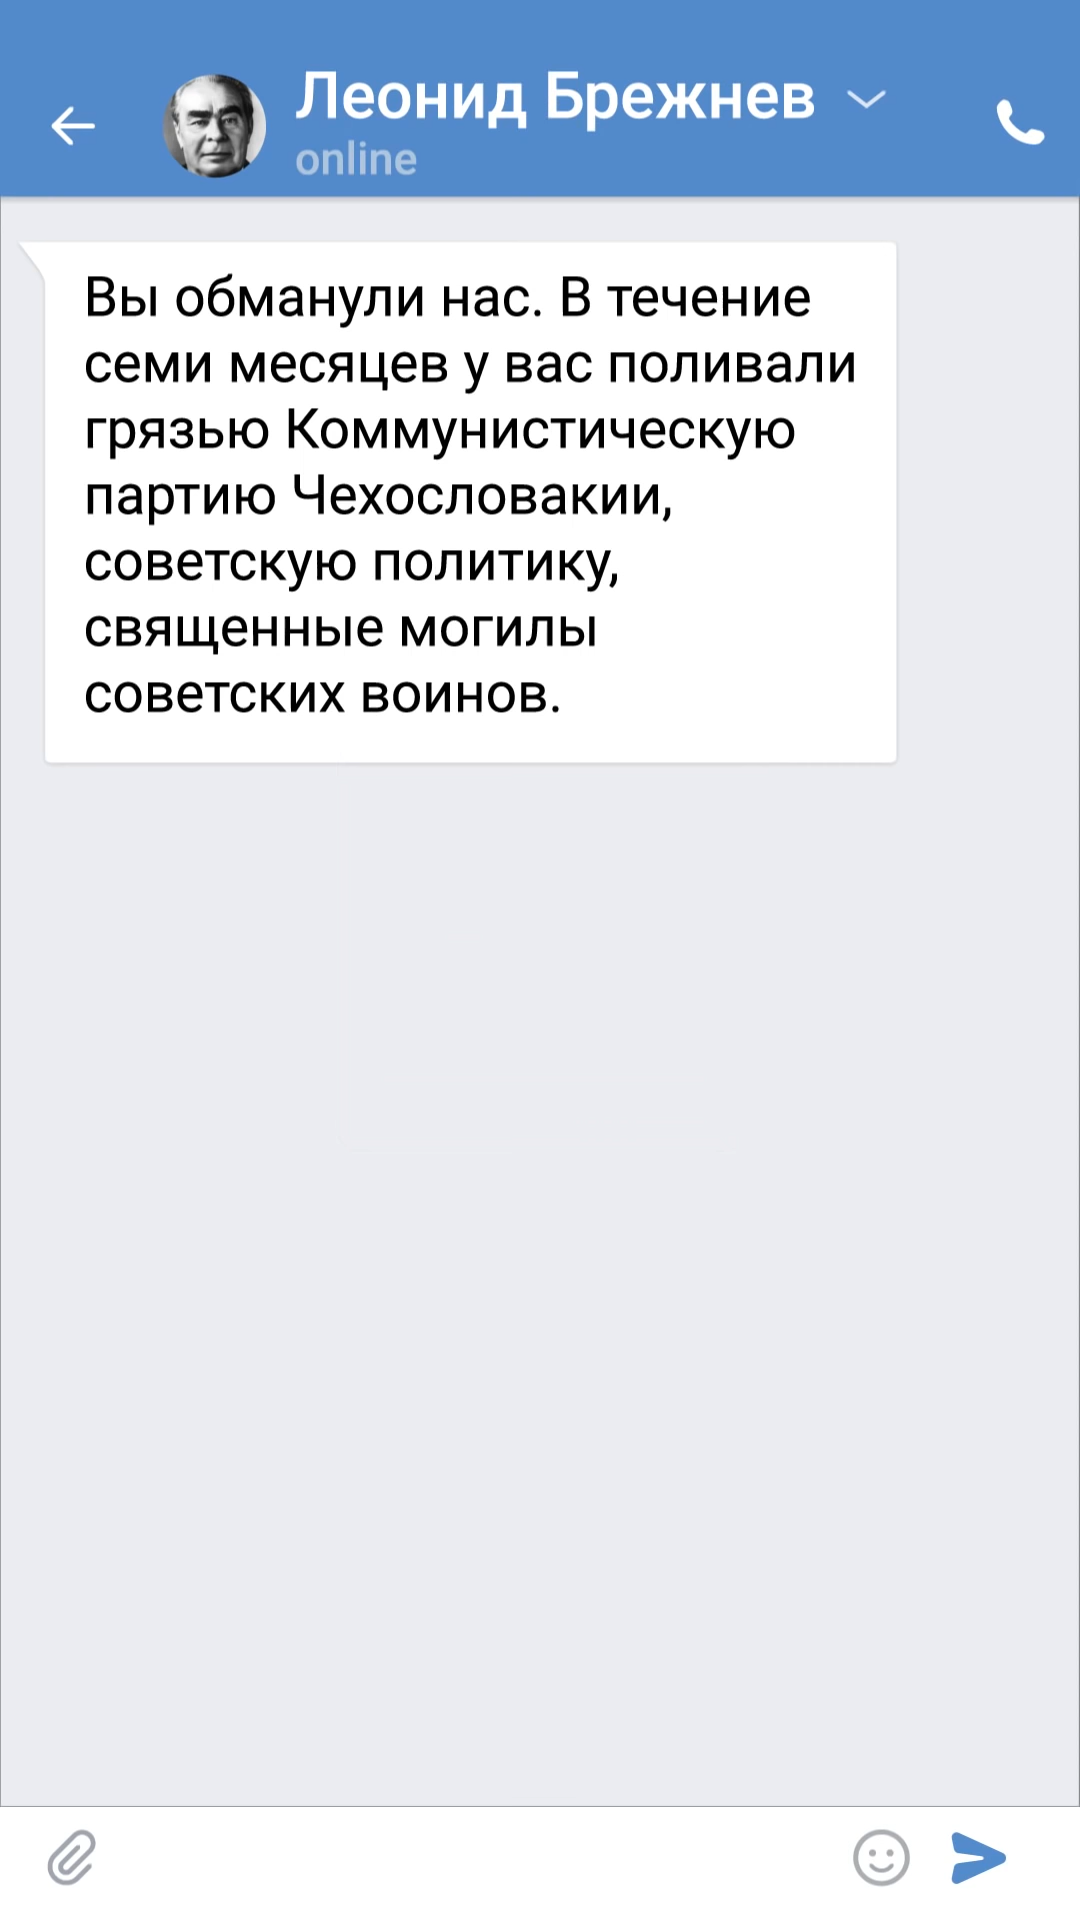 Леонид Брежнев
online
Вы обманули нас. В течение
семи месяцев у вас поливали
грязью Коммунистическую
партию Чехословакии,
советскую политику,
священные могилы
советских воинов.